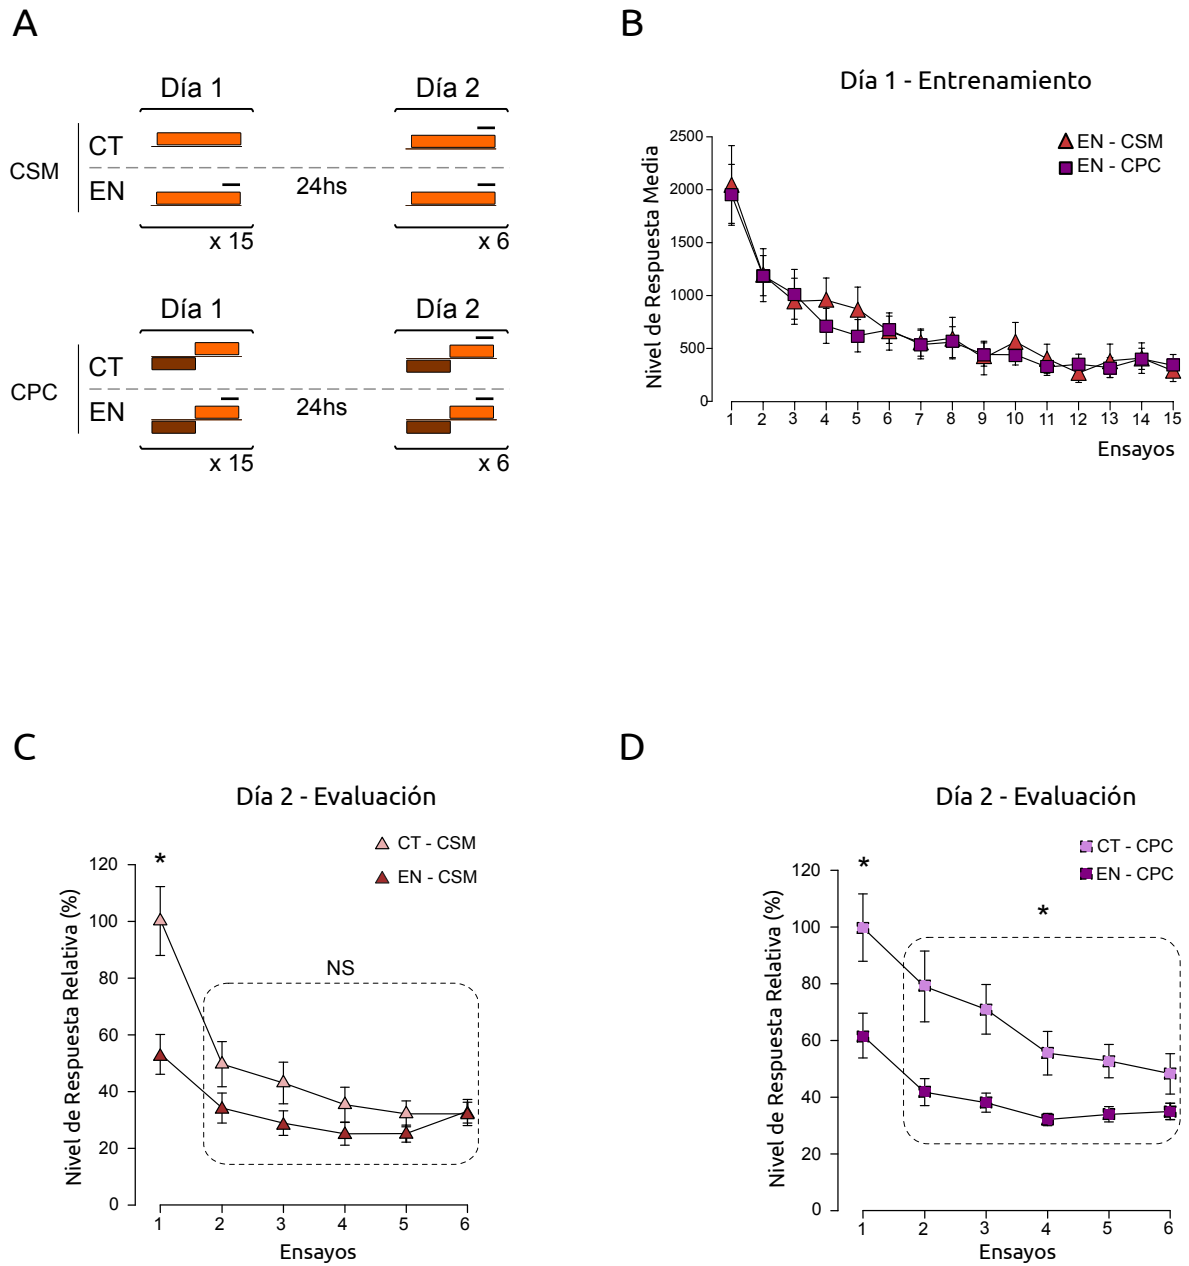 A
Día 1
Día 2
CSM
CT
EN
24hs
x 15
x 6
Día 1
Día 2
CPC
CT
EN
24hs
x 15
x 6
B
Día 1 - Entrenamiento
EN - CSM
EN - CPC
Nivel de Respuesta Media
2500
2000
1500
1000
500
0
1 2 3 4 5 6 7 8 9 10 11 12 13 14 15
Ensayos
C
Día 2 - Evaluación
CT - CSM
EN - CSM
Nivel de Respuesta Relativa (%)
120
100
80
60
40
20
0
*
NS
1 2 3 4 5 6
Ensayos
D
Día 2 - Evaluación
CT - CPC
EN - CPC
Nivel de Respuesta Relativa (%)
120
100
80
60
40
20
0
*
*
1 2 3 4 5 6
Ensayos